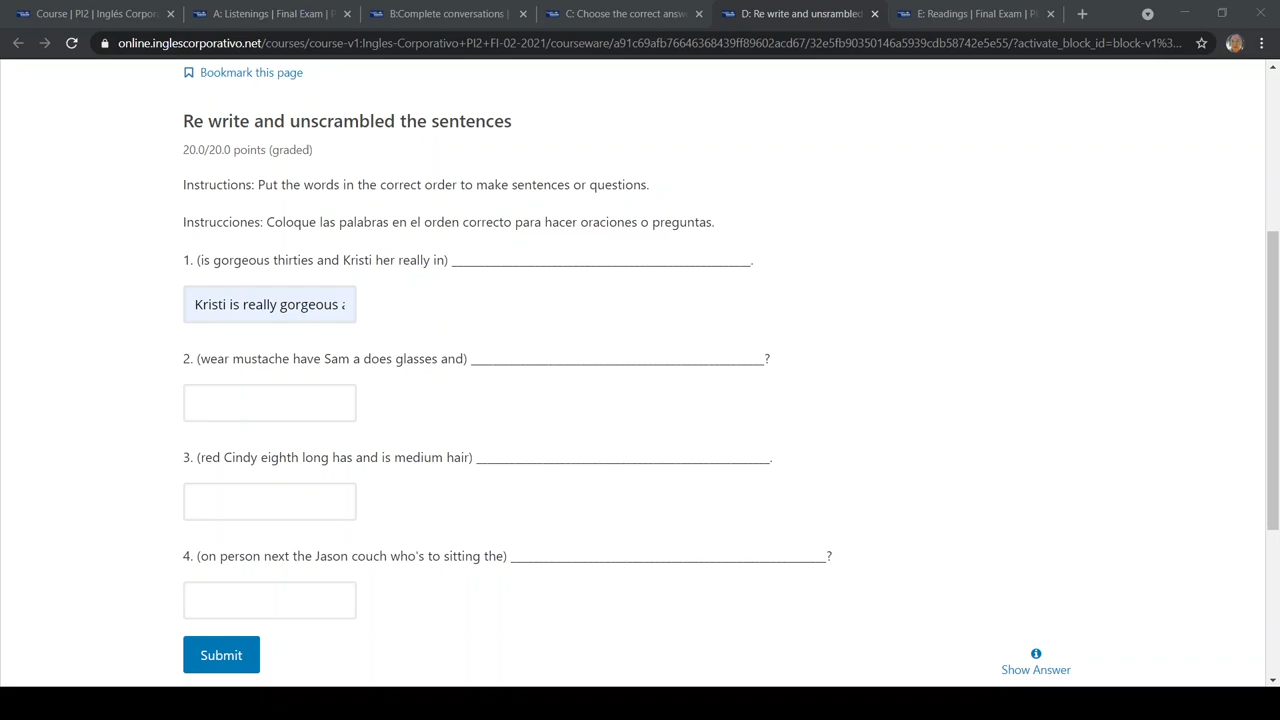 Course | PI2 | Inglés Corpor
A: Listenings | Final Exam | P
B:Complete conversations |
C: Choose the correct answ
D: Re write and unsrambled
E: Readings | Final Exam | P
online.inglescorporativo.net/courses/course-v1:Ingles-Corporativo+PI2+FI-02-2021/courseware/a91c69afb76646368439ff89602acd67/32e5fb90350146a5939cdb58742e5e55/?activate_block_id=block-v1%3...
Bookmark this page
Re write and unscrambled the sentences
20.0/20.0 points (graded)
Instructions: Put the words in the correct order to make sentences or questions.
Instrucciones: Coloque las palabras en el orden correcto para hacer oraciones o preguntas.
1. (is gorgeous thirties and Kristi her really in) ____________________________________________.
Kristi is really gorgeous a
2. (wear mustache have Sam a does glasses and) ___________________________________________?
3. (red Cindy eighth long has and is medium hair) ___________________________________________.
4. (on person next the Jason couch who's to sitting the) ______________________________________________?
Submit
Show Answer